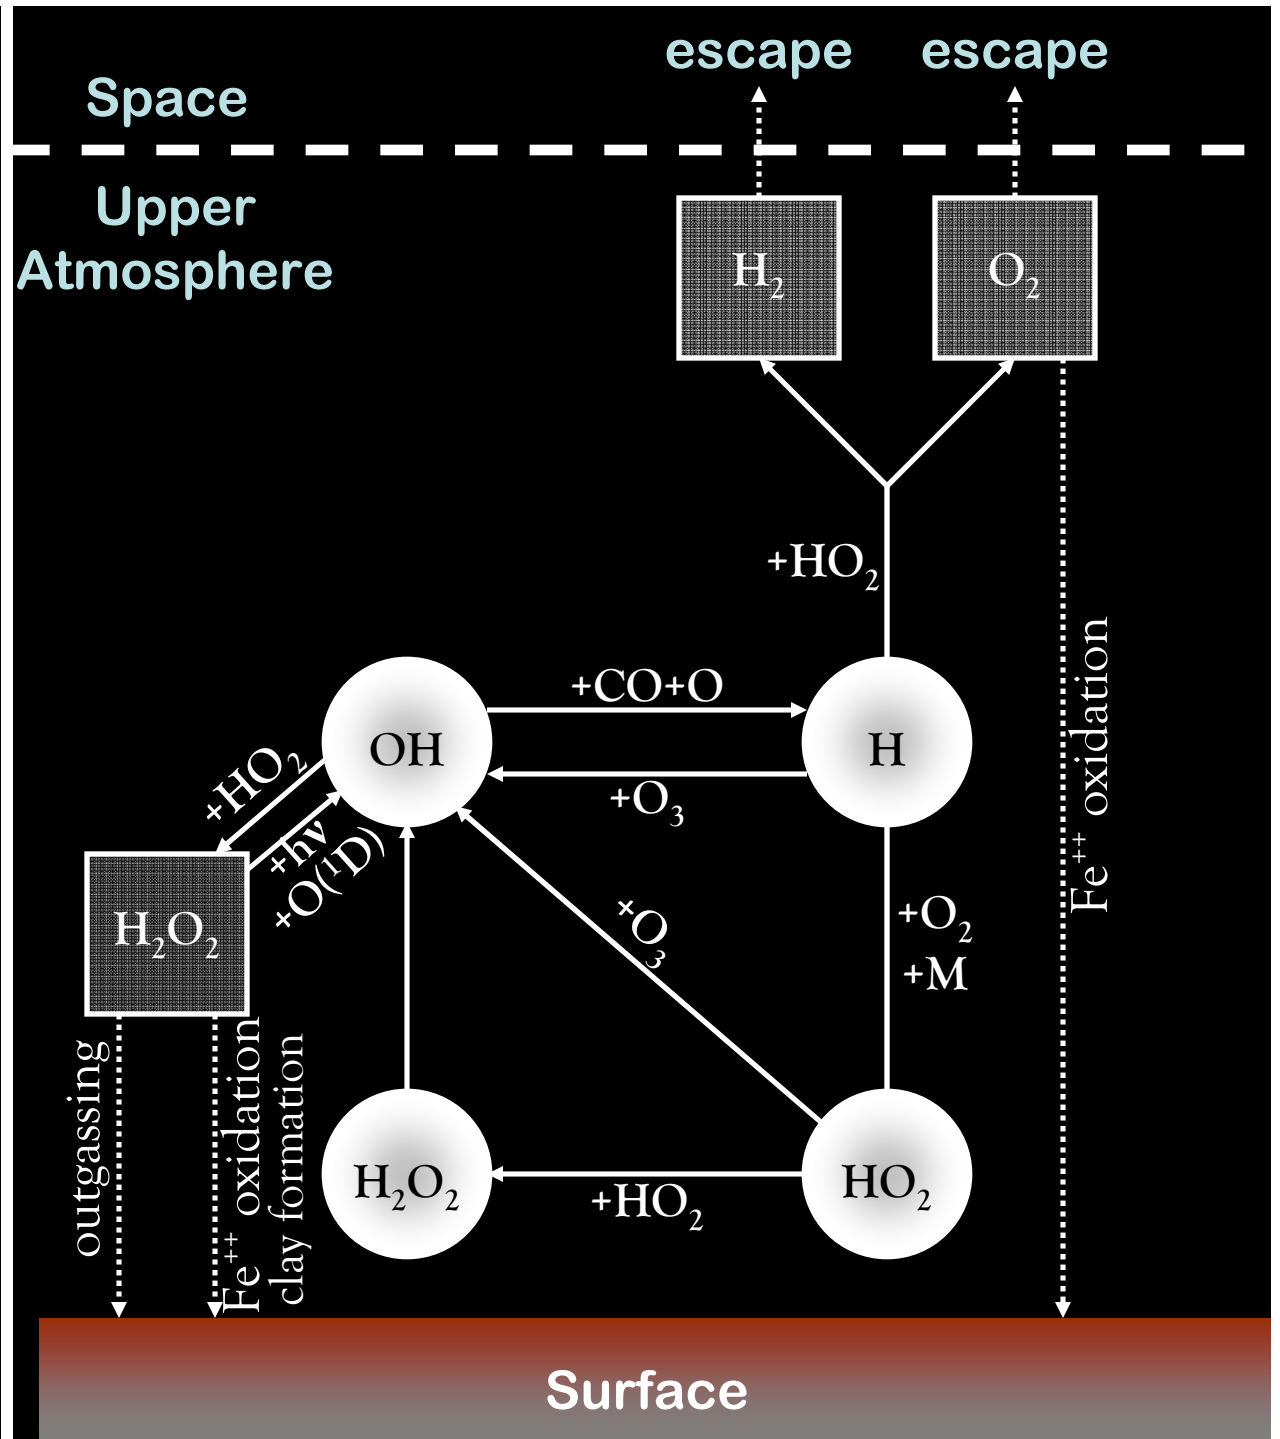 escape escape
Space
Upper
Atmosphere
H₂
O₂
+HO₂
Fe⁺⁺ oxidation
+CO+O
OH
H
+O₃
+HO₂
+hν
+O(¹D)
H₂O₂
+O₃
+O₂
+M
outgassing
Fe⁺⁺ oxidation
clay formation
H₂O₂
HO₂
+HO₂
Surface